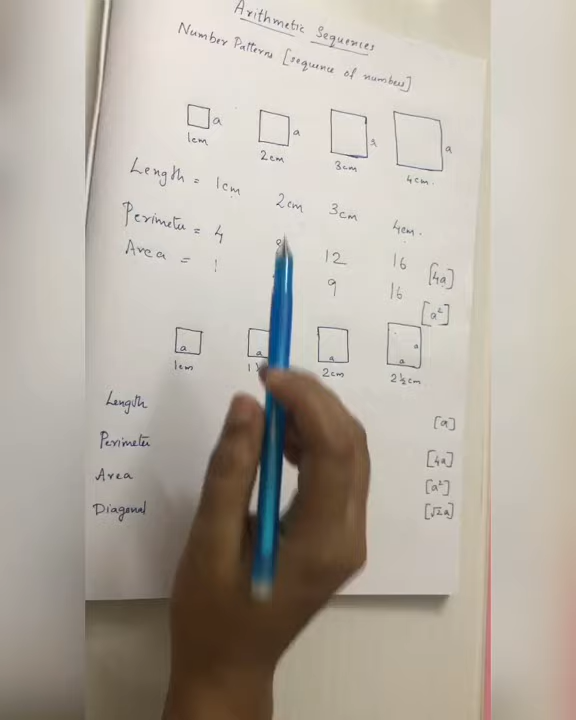 Arithmetic Sequences
Number Patterns [sequence of numbers]
a a a a
1cm 2cm 3cm 4cm.
Length = 1cm 2cm 3cm 4cm.
Perimeter = 4 12 16 [4a]
Area = 1 9 16 [a²]
a a a a a
1cm 2cm 2½cm
Length [a]
Perimeter [4a]
Area [a²]
Diagonal [√2a]